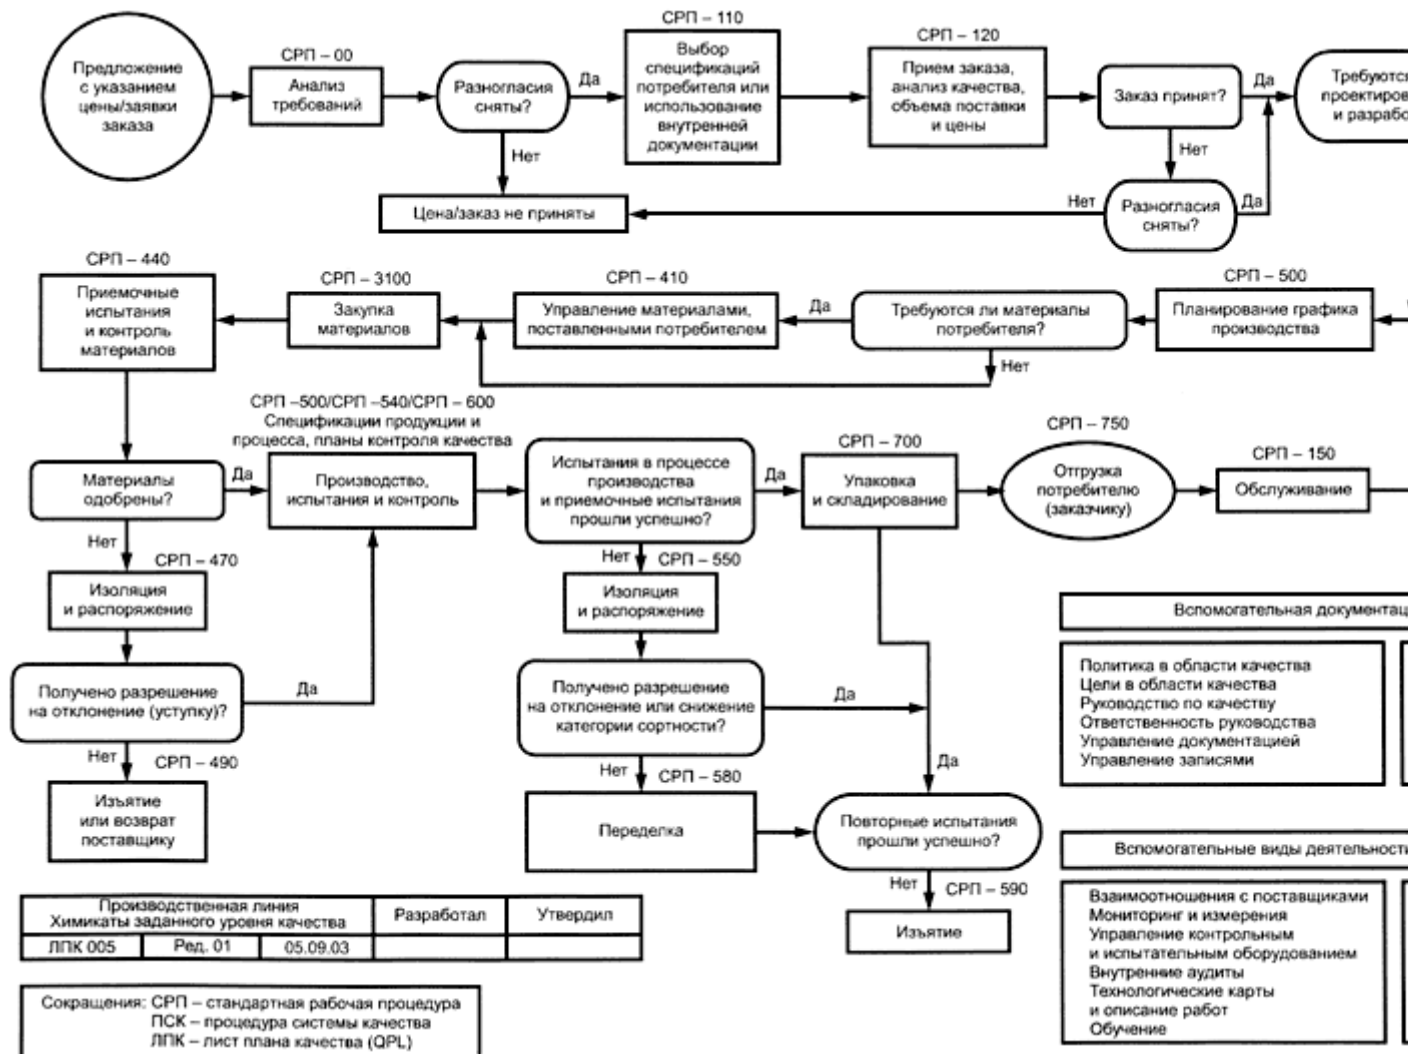 Предложение
с указанием
цены/заявки
заказа
СРП – 00
Анализ
требований
Разногласия
сняты?
Да
Нет
СРП – 110
Выбор
спецификаций
потребителя или
использование
внутренней
документации
СРП – 120
Прием заказа,
анализ качества,
объема поставки
и цены
Заказ принят?
Да
Нет
Требуются
проектиров
и разрабо
Цена/заказ не приняты
Нет
Разногласия
сняты?
Да
СРП – 440
Приемочные
испытания
и контроль
материалов
СРП – 3100
Закупка
материалов
СРП – 410
Управление материалами,
поставленными потребителем
Да
Требуются ли материалы
потребителя?
Нет
СРП – 500
Планирование графика
производства
СРП –500/СРП –540/СРП – 600
Спецификации продукции и
процесса, планы контроля качества
Материалы
одобрены?
Да
Нет
Производство,
испытания и контроль
Испытания в процессе
производства
и приемочные испытания
прошли успешно?
Да
Нет
СРП – 700
Упаковка
и складирование
СРП – 750
Отгрузка
потребителю
(заказчику)
СРП – 150
Обслуживание
СРП – 470
Изоляция
и распоряжение
СРП – 550
Изоляция
и распоряжение
Получено разрешение
на отклонение (уступку)?
Да
Нет
Получено разрешение
на отклонение или снижение
категории сортности?
Да
Нет
СРП – 490
Изъятие
или возврат
поставщику
СРП – 580
Переделка
Да
Повторные испытания
прошли успешно?
Нет
СРП – 590
Изъятие
Вспомогательная документац
Политика в области качества
Цели в области качества
Руководство по качеству
Ответственность руководства
Управление документацией
Управление записями
Вспомогательные виды деятельност
Взаимоотношения с поставщиками
Мониторинг и измерения
Управление контрольным
и испытательным оборудованием
Внутренние аудиты
Технологические карты
и описание работ
Обучение
Производственная линия
Химикаты заданного уровня качества
Разработал
Утвердил
ЛПК 005
Ред. 01
05.09.03
Сокращения: СРП – стандартная рабочая процедура
ПСК – процедура системы качества
ЛПК – лист плана качества (QPL)